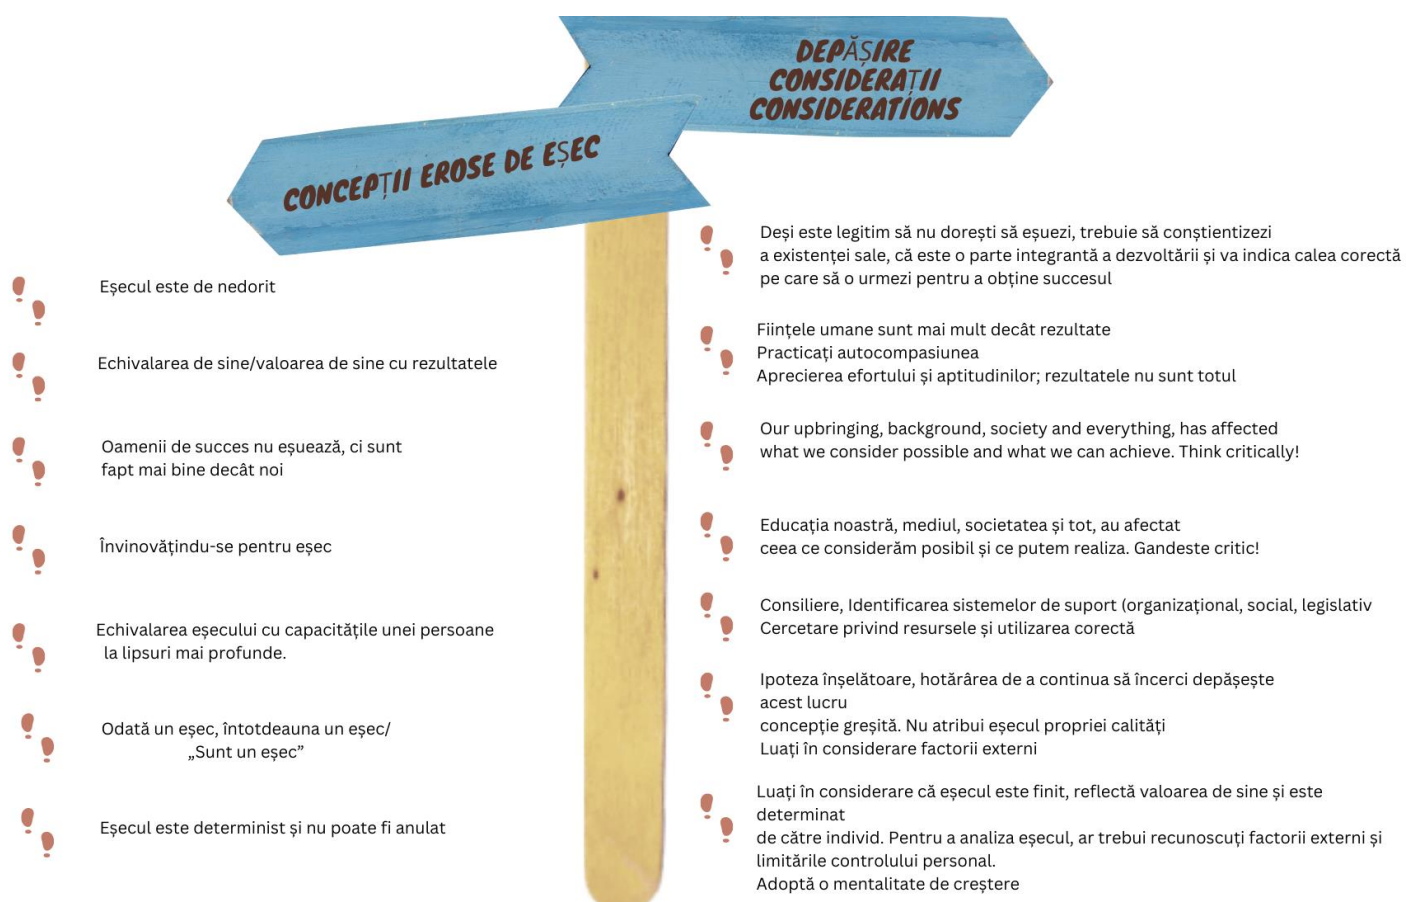 DEPĂȘIRE
CONSIDERAȚII
CONSIDERATIONS
CONCEPȚII EROSE DE EȘEC
Eșecul este de nedorit
Echivalarea de sine/valoarea de sine cu rezultatele
Oamenii de succes nu eșuează, ci sunt
fapt mai bine decât noi
Învinovățindu-se pentru eșec
Echivalarea eșecului cu capacitățile unei persoane
la lipsuri mai profunde.
Odată un eșec, întotdeauna un eșec/
„Sunt un eșec”
Eșecul este determinist și nu poate fi anulat
Deși este legitim să nu dorești să eșuezi, trebuie să conștientizezi
a existenței sale, că este o parte integrantă a dezvoltării și va indica calea corectă
pe care să o urmezi pentru a obține succesul
Ființele umane sunt mai mult decât rezultate
Practicați autocompasiunea
Aprecierea efortului și aptitudinilor; rezultatele nu sunt totul
Our upbringing, background, society and everything, has affected
what we consider possible and what we can achieve. Think critically!
Educația noastră, mediul, societatea și tot, au afectat
ceea ce considerăm posibil și ce putem realiza. Gandeste critic!
Consiliere, Identificarea sistemelor de suport (organizațional, social, legislativ
Cercetare privind resursele și utilizarea corectă
Ipoteza înșelătoare, hotărârea de a continua să încerci depășește
acest lucru
concepție greșită. Nu atribui eșecul propriei calități
Luați în considerare factorii externi
Luați în considerare că eșecul este finit, reflectă valoarea de sine și este
determinat
de către individ. Pentru a analiza eșecul, ar trebui recunoscuți factorii externi și
limitările controlului personal.
Adoptă o mentalitate de creștere